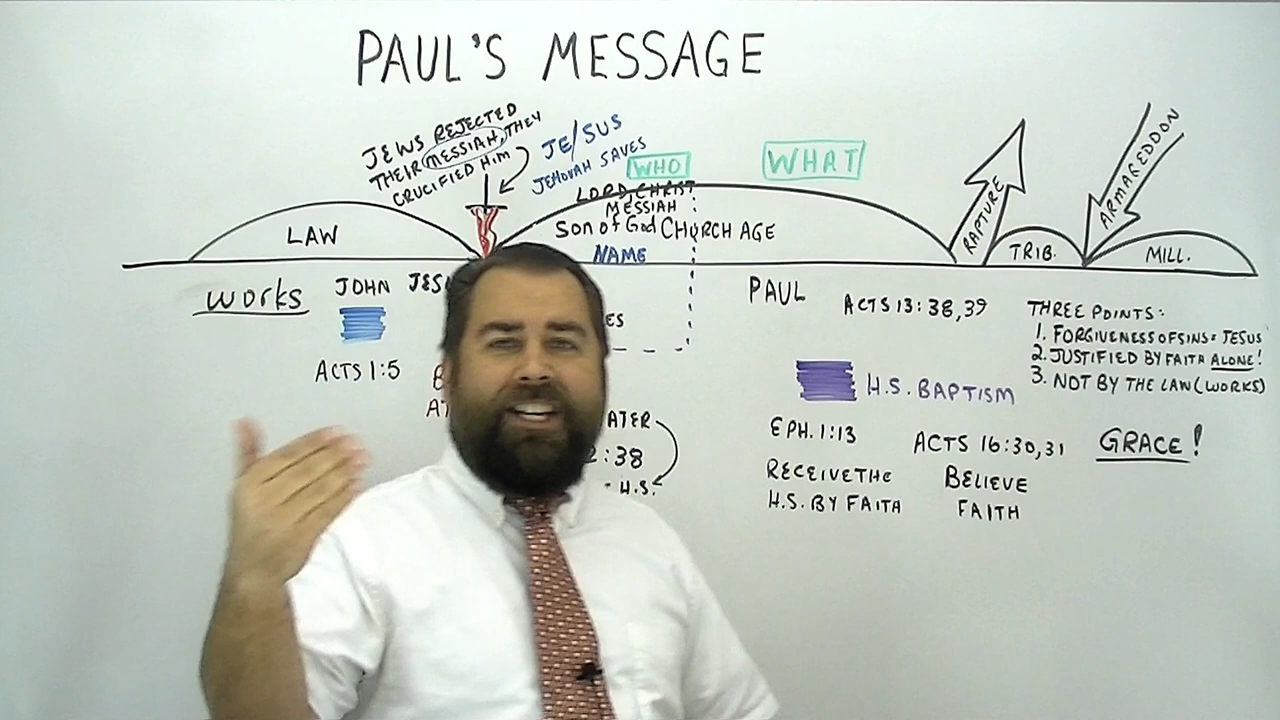 PAUL'S MESSAGE
JEWS REJECTED
THEIR MESSIAH, THEY
CRUCIFIED HIM
JE/SUS
JEHOVAH SAVES
WHO
WHAT
LORD, CHRIST
MESSIAH
Son of God
CHURCH AGE
NAME
LAW
RAPTURE
TRIB.
ARMAGEDDON
MILL.
works
JOHN
ACTS 1:5
:38
H.S.
PAUL
ACTS 13:38,39
H.S. BAPTISM
EPH. 1:13
RECEIVE THE
H.S. BY FAITH
ACTS 16:30,31
BELIEVE
FAITH
THREE POINTS:
1. FORGIVENESS OF SINS = JESUS
2. JUSTIFIED BY FAITH ALONE!
3. NOT BY THE LAW (WORKS)
GRACE!